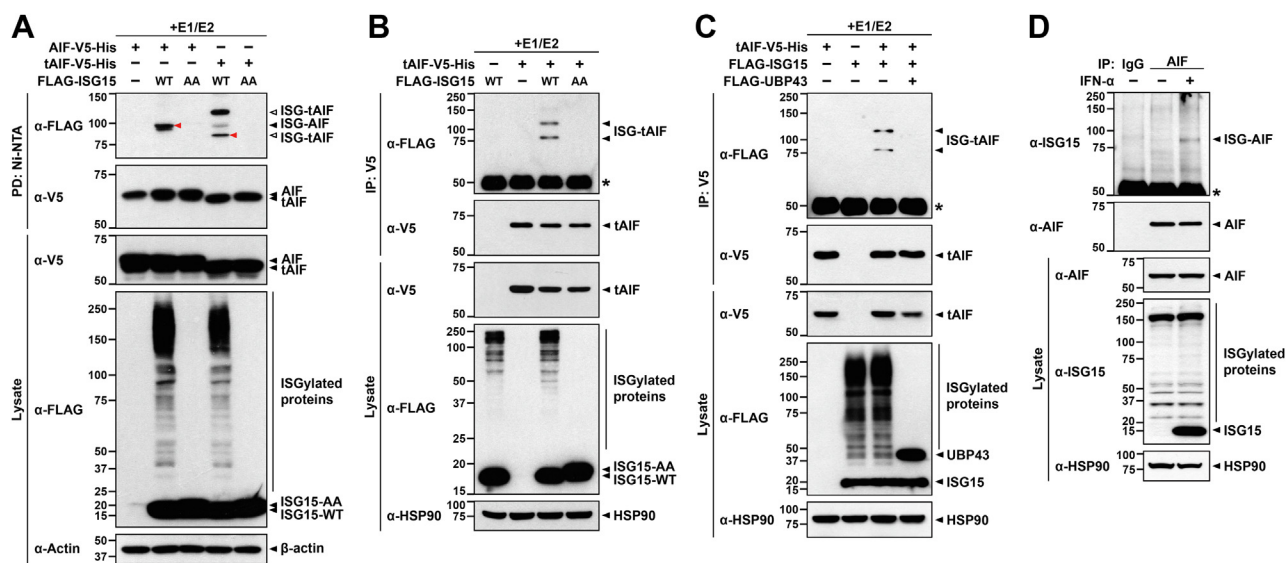 A
+E1/E2
AIF-V5-His + + + – –
tAIF-V5-His – – – + +
FLAG-ISG15 – WT AA WT AA
PD: Ni-NTA
α-FLAG
150
100
75
ISG-tAIF
ISG-AIF
ISG-tAIF
α-V5
75
50
AIF
tAIF
Lysate
α-V5
75
50
AIF
tAIF
α-FLAG
250
150
100
75
50
37
25
20
15
ISGylated
proteins
ISG15-AA
ISG15-WT
α-Actin
50
37
β-actin
B
+E1/E2
tAIF-V5-His – + + +
FLAG-ISG15 WT – WT AA
IP: V5
α-FLAG
250
150
100
75
50
ISG-tAIF
*
α-V5
75
50
tAIF
Lysate
α-V5
75
50
tAIF
α-FLAG
250
150
100
75
50
37
25
20
15
ISGylated
proteins
ISG15-AA
ISG15-WT
α-HSP90
100
75
HSP90
C
+E1/E2
tAIF-V5-His + – + +
FLAG-ISG15 – + + +
FLAG-UBP43 – – – +
IP: V5
α-FLAG
250
150
100
75
50
ISG-tAIF
*
α-V5
75
50
tAIF
Lysate
α-V5
75
50
tAIF
α-FLAG
250
150
100
75
50
37
25
20
15
ISGylated
proteins
UBP43
ISG15
α-HSP90
100
75
HSP90
D
IP: IgG AIF
IFN-α – – +
α-ISG15
250
150
100
75
50
ISG-AIF
*
α-AIF
75
50
AIF
Lysate
α-AIF
75
50
AIF
α-ISG15
250
150
100
75
50
37
25
20
15
ISGylated
proteins
ISG15
α-HSP90
100
75
HSP90